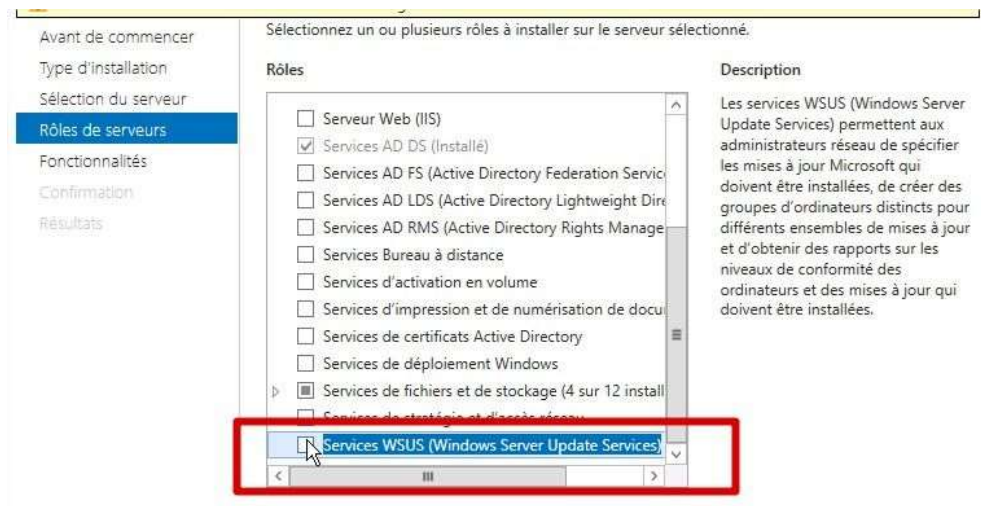 Sélectionnez un ou plusieurs rôles à installer sur le serveur sélectionné.
Avant de commencer
Type d'installation
Sélection du serveur
Rôles de serveurs
Fonctionnalités
Confirmation
Résultats
Rôles
Serveur Web (IIS)
Services AD DS (Installé)
Services AD FS (Active Directory Federation Servic
Services AD LDS (Active Directory Lightweight Dire
Services AD RMS (Active Directory Rights Manage
Services Bureau à distance
Services d'activation en volume
Services d'impression et de numérisation de docu
Services de certificats Active Directory
Services de déploiement Windows
Services de fichiers et de stockage (4 sur 12 install
Services de stratégie et d'accès réseau
Services WSUS (Windows Server Update Services)
Description
Les services WSUS (Windows Server
Update Services) permettent aux
administrateurs réseau de spécifier
les mises à jour Microsoft qui
doivent être installées, de créer des
groupes d'ordinateurs distincts pour
différents ensembles de mises à jour
et d'obtenir des rapports sur les
niveaux de conformité des
ordinateurs et des mises à jour qui
doivent être installées.